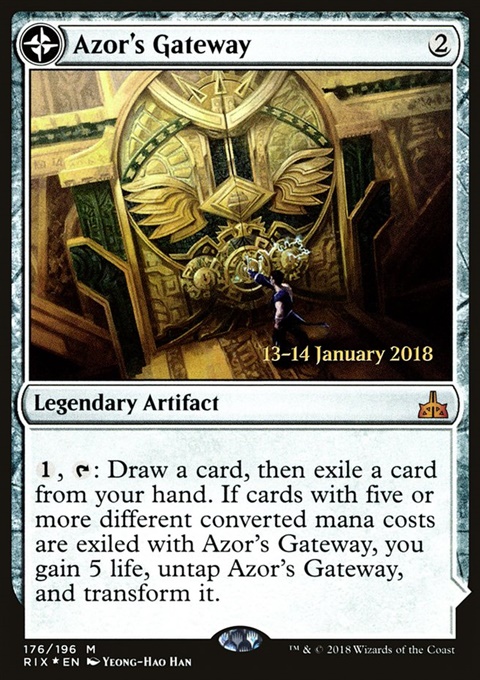 Azor's Gateway 2
13–14 January 2018
Legendary Artifact
1, : Draw a card, then exile a card
from your hand. If cards with five or
more different converted mana costs
are exiled with Azor's Gateway, you
gain 5 life, untap Azor's Gateway,
and transform it.
176/196 M
RIX★EN Yeong-Hao Han
™ & © 2018 Wizards of the Coast